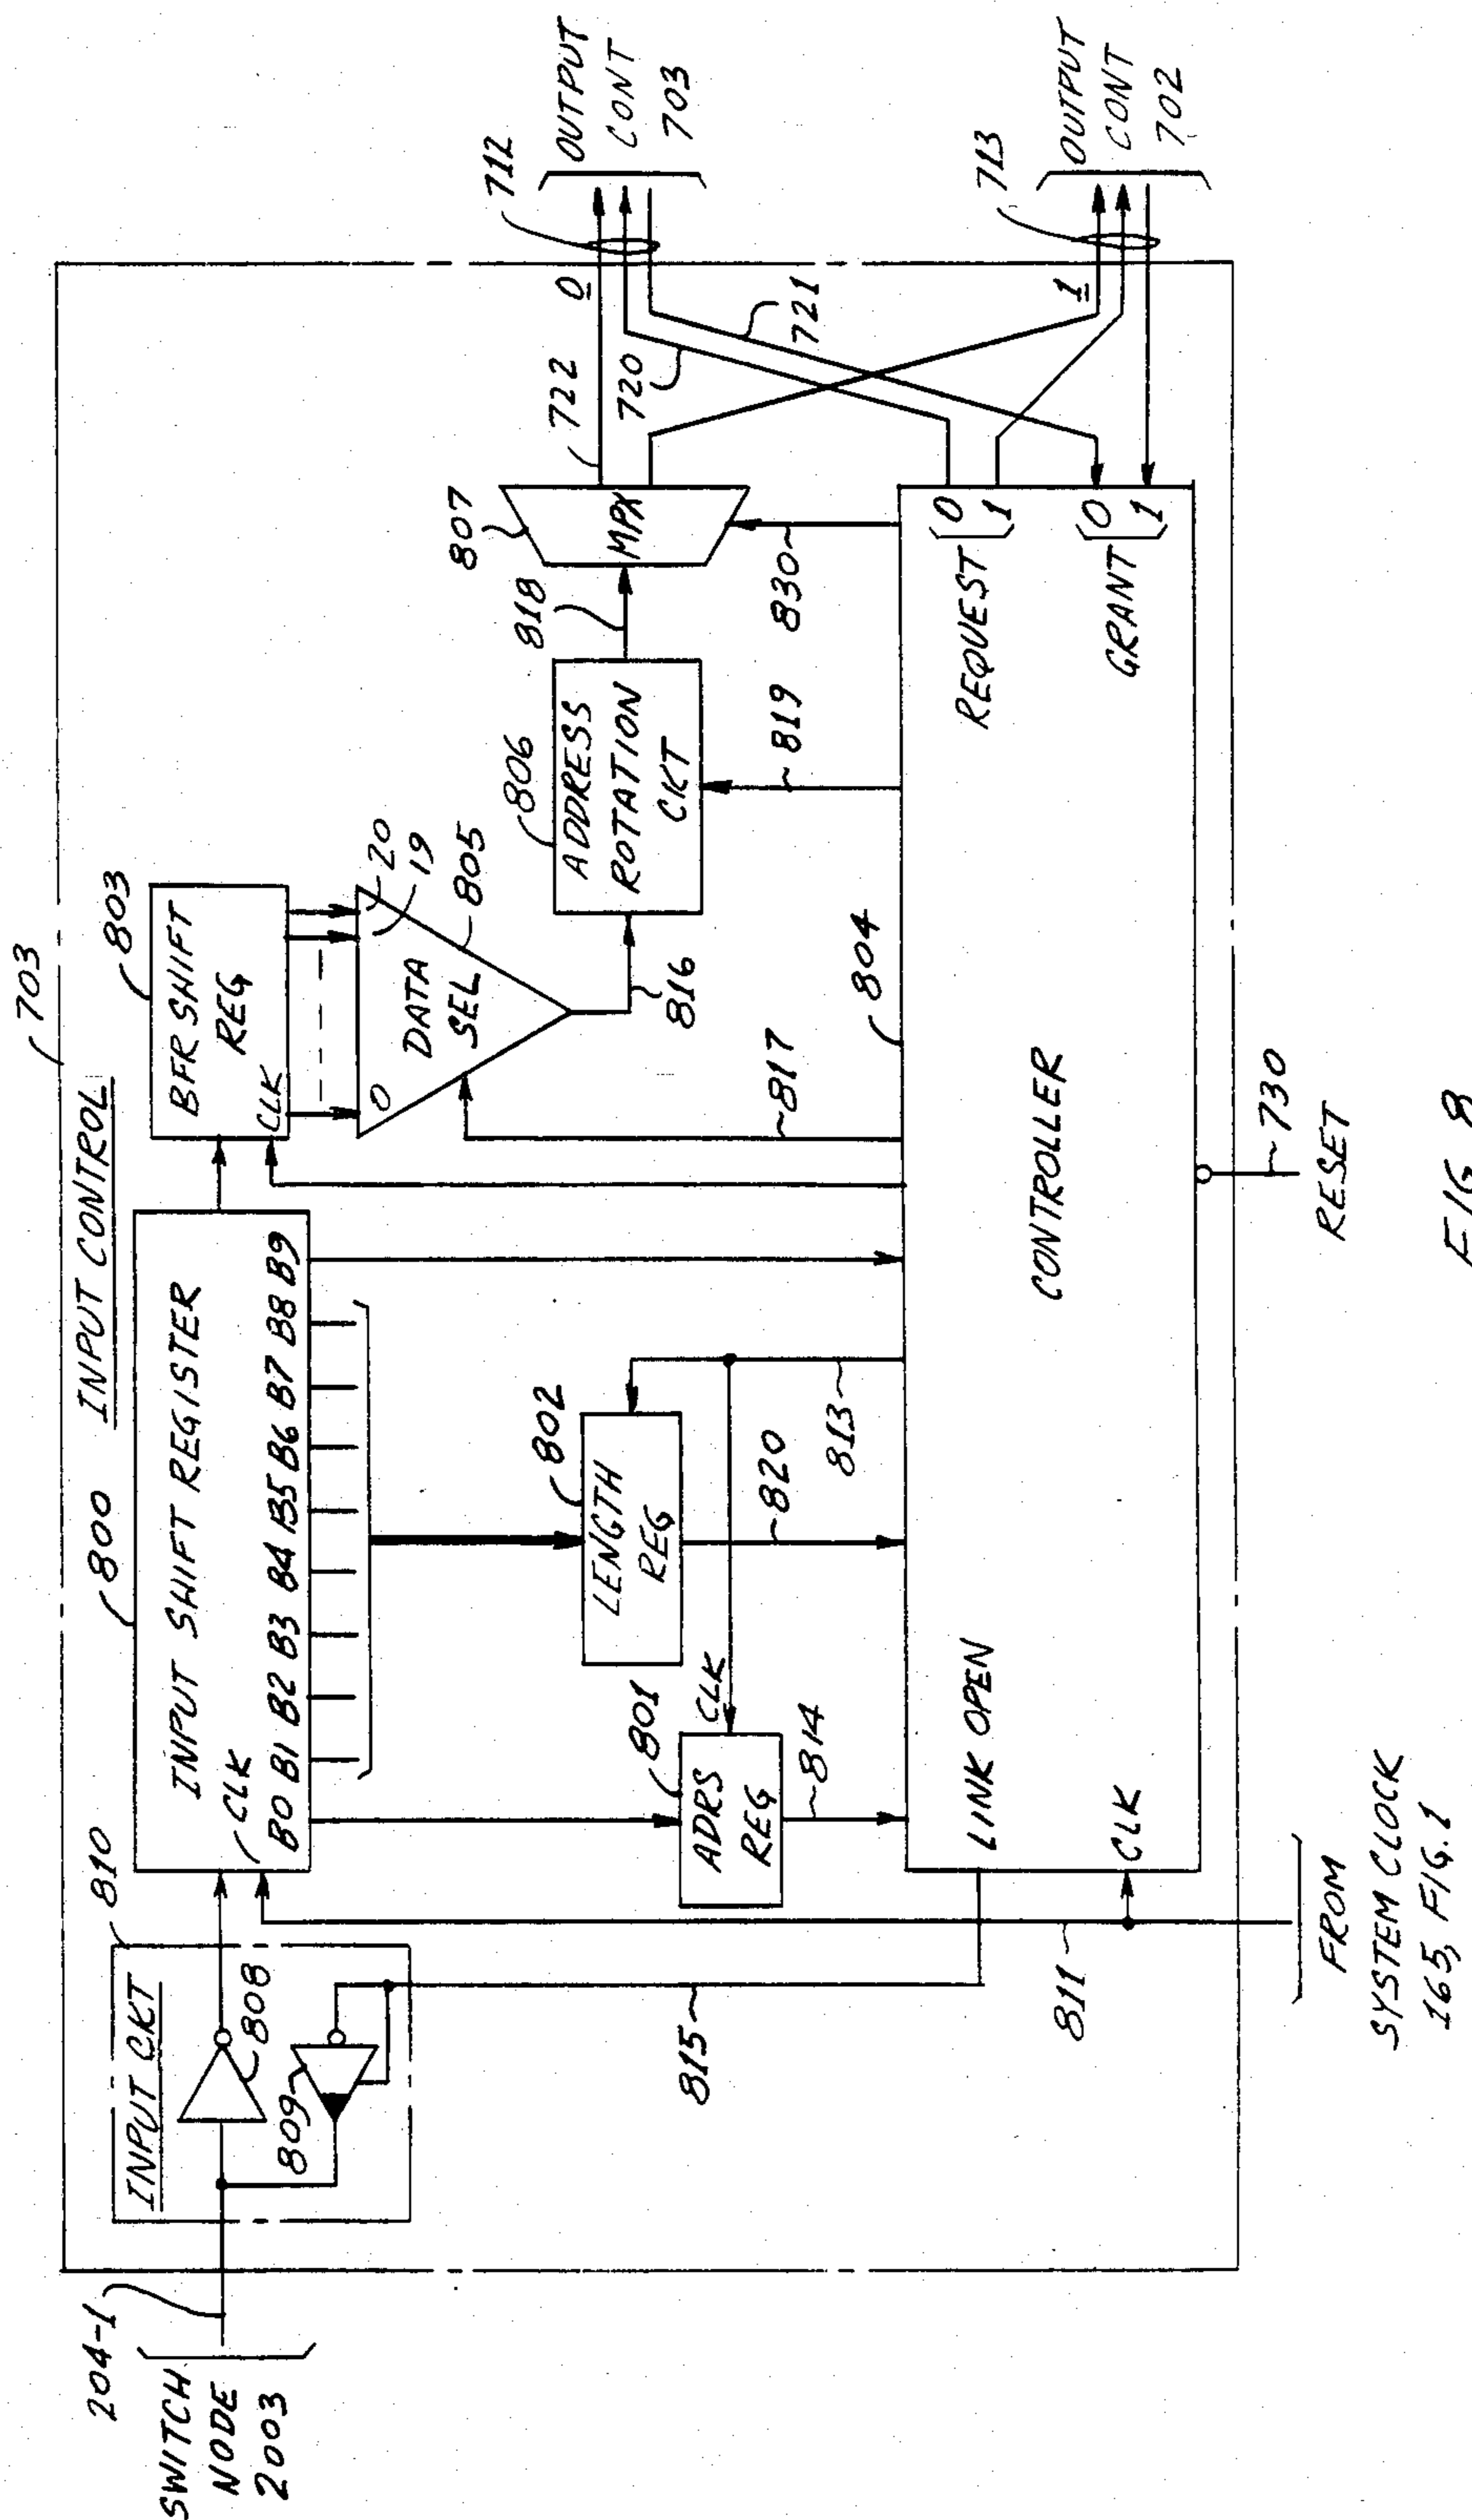 703
INPUT CONTROL
204-1
SWITCH
NODE
2003
810
INPUT CKT
808
809
800
INPUT SHIFT REGISTER
CLK
B0 B1 B2 B3 B4 B5 B6 B7 B8 B9
803
BFR SHIFT
REG
CLK
0
20
19
DATA
SEL
805
816
806
ADDRESS
ROTATION
CKT
818
807
MPX
722
0
720
721
712
OUTPUT
CONT
703
713
OUTPUT
CONT
702
1
801
ADRS
REG
CLK
802
LENGTH
REG
814
820
813
817
804
819
830
815
811
LINK OPEN
CLK
CONTROLLER
REQUEST
0
1
GRANT
0
1
730
RESET
FROM
SYSTEM CLOCK
165, FIG. 1
FIG. 8